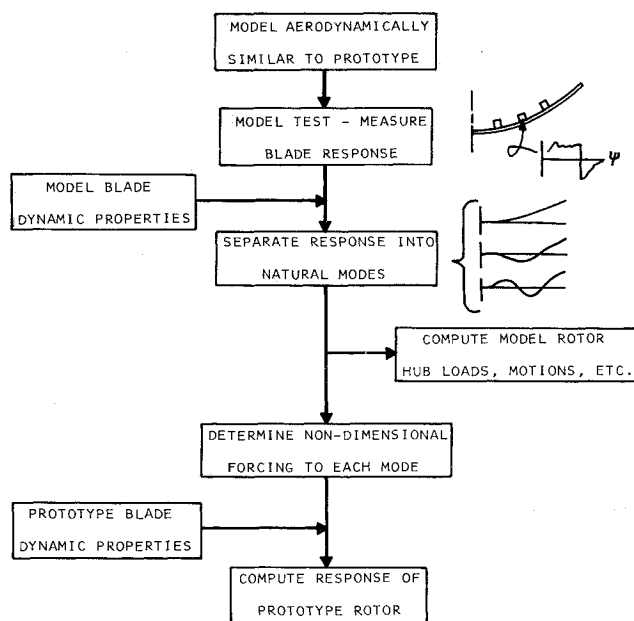 MODEL AERODYNAMICALLY
SIMILAR TO PROTOTYPE
MODEL TEST - MEASURE
BLADE RESPONSE
ψ
MODEL BLADE
DYNAMIC PROPERTIES
SEPARATE RESPONSE INTO
NATURAL MODES
COMPUTE MODEL ROTOR
HUB LOADS, MOTIONS, ETC.
DETERMINE NON-DIMENSIONAL
FORCING TO EACH MODE
PROTOTYPE BLADE
DYNAMIC PROPERTIES
COMPUTE RESPONSE OF
PROTOTYPE ROTOR